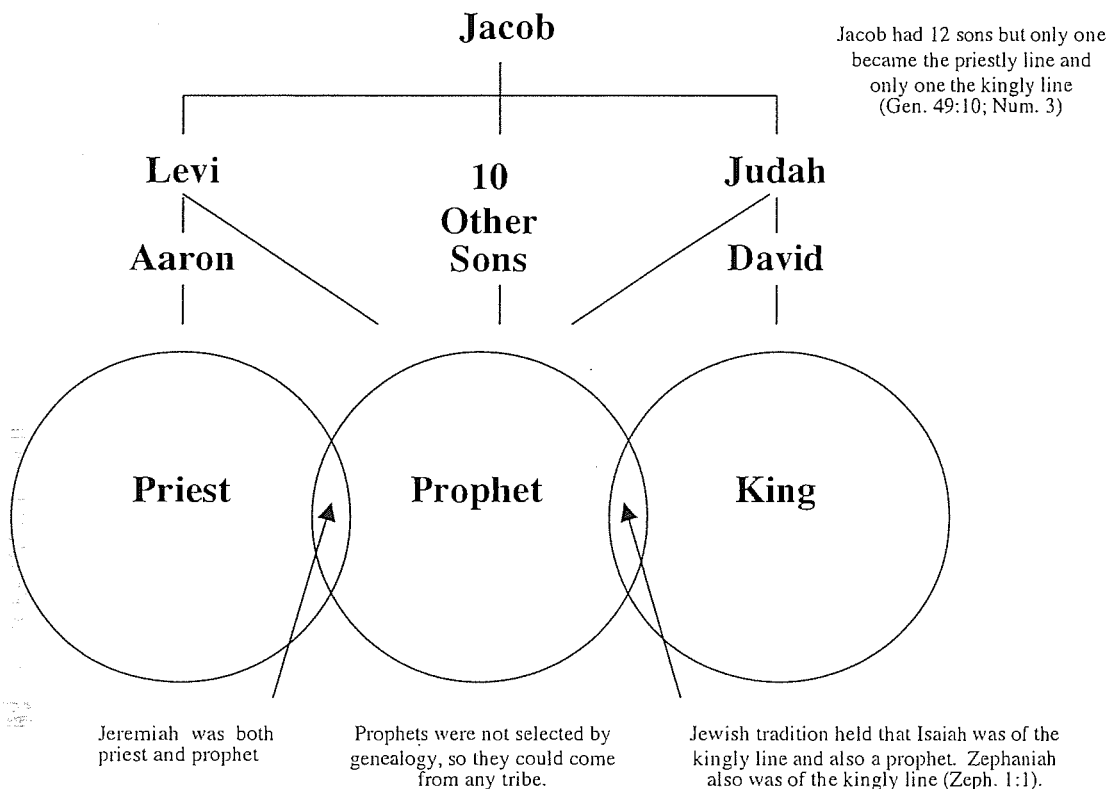 Jacob
Jacob had 12 sons but only one
became the priestly line and
only one the kingly line
(Gen. 49:10; Num. 3)
Levi
10
Other
Sons
Judah
Aaron
David
Priest
Prophet
King
Jeremiah was both
priest and prophet
Prophets were not selected by
genealogy, so they could come
from any tribe.
Jewish tradition held that Isaiah was of the
kingly line and also a prophet. Zephaniah
also was of the kingly line (Zeph. 1:1).